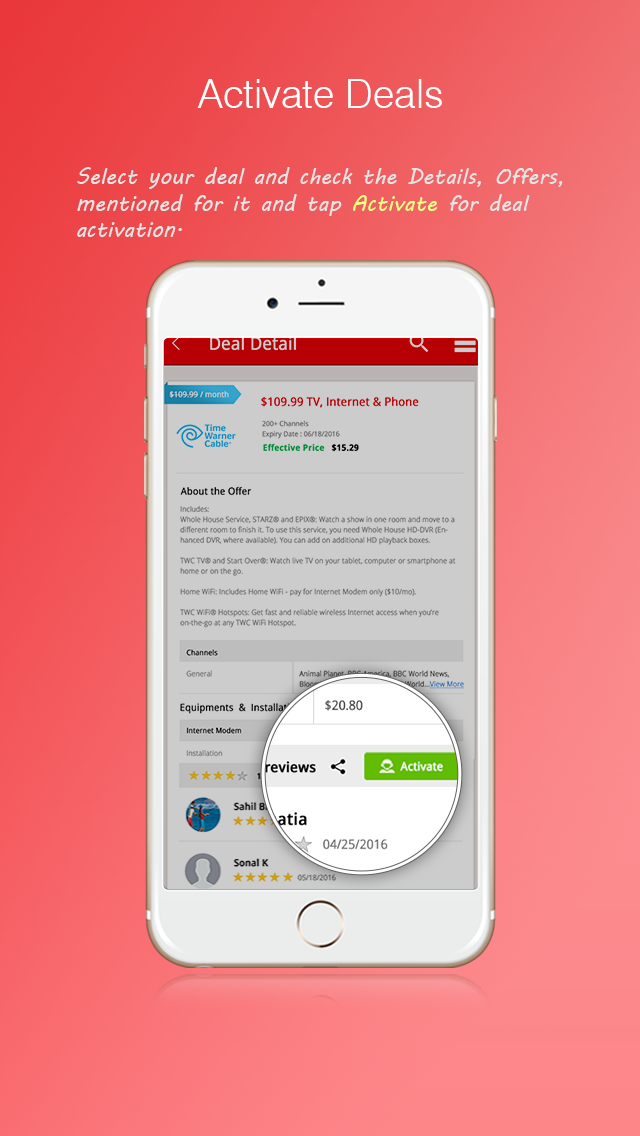 Activate Deals
Select your deal and check the Details, Offers,
mentioned for it and tap Activate for deal
activation.
Deal Detail
$109.99 / month
$109.99 TV, Internet & Phone
Time
Warner
Cable
200+ Channels
Expiry Date : 06/18/2016
Effective Price $15.29
About the Offer
Includes:
Whole House Service, STARZ® and EPIX®: Watch a show in one room and move to a
different room to finish it. To use this service, you need Whole House HD-DVR (En-
hanced DVR, where available). You can add on additional HD playback boxes.
TWC TV® and Start Over®: Watch live TV on your tablet, computer or smartphone at
home or on the go.
Home WiFi: Includes Home WiFi - pay for Internet Modem only ($10/mo).
TWC WiFi® Hotspots: Get fast and reliable wireless Internet access when you're
on-the-go at any TWC WiFi Hotspot.
Channels
General
Animal Planet, BBC America, BBC World News,
View More
Equipments & Installat
$20.80
Internet Modem
Installation
reviews
Activate
Sahil B
atia
04/25/2016
Sonal K
05/18/2016